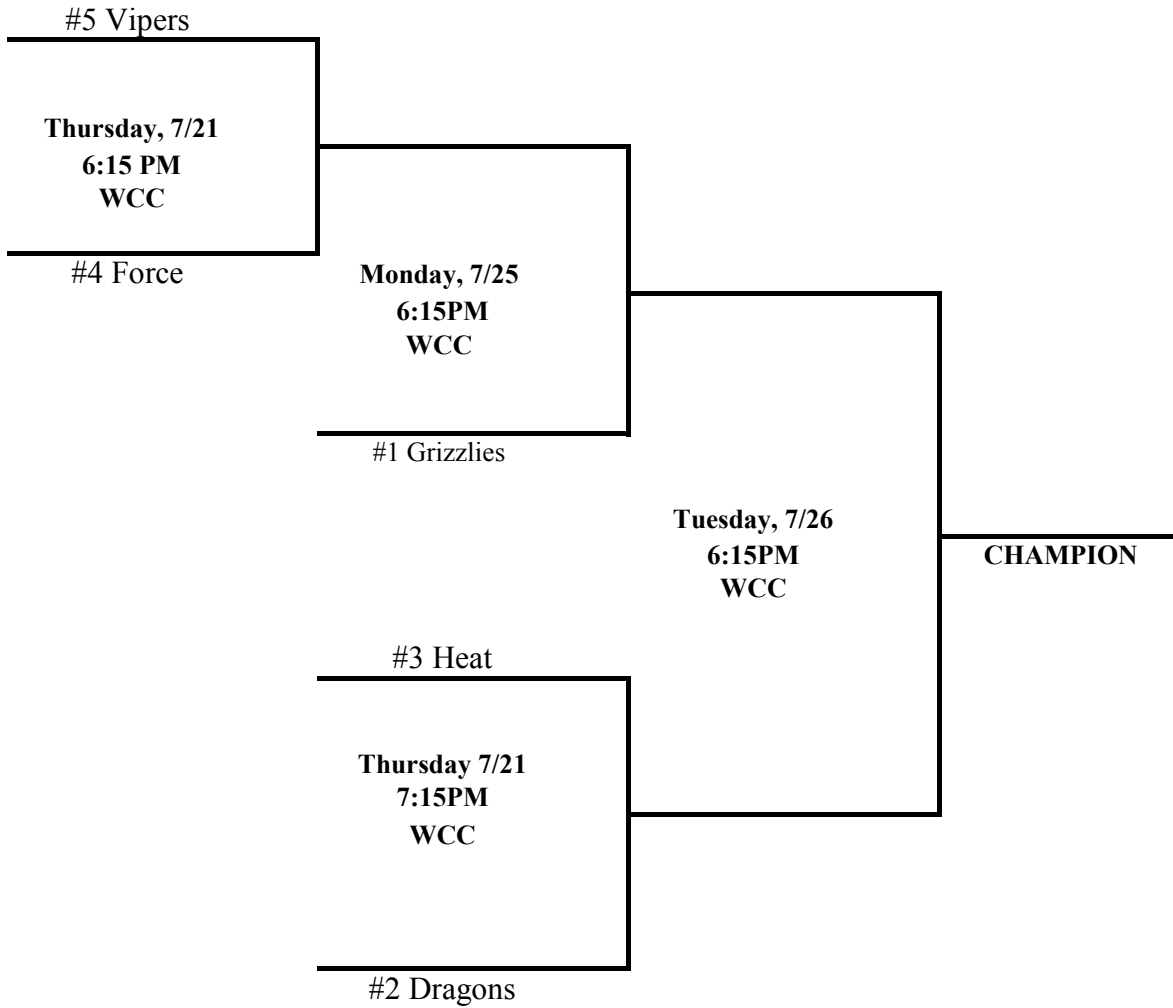 #5 Vipers
Thursday, 7/21
6:15 PM
WCC
#4 Force
Monday, 7/25
6:15PM
WCC
#1 Grizzlies
Tuesday, 7/26
6:15PM
WCC
CHAMPION
#3 Heat
Thursday 7/21
7:15PM
WCC
#2 Dragons